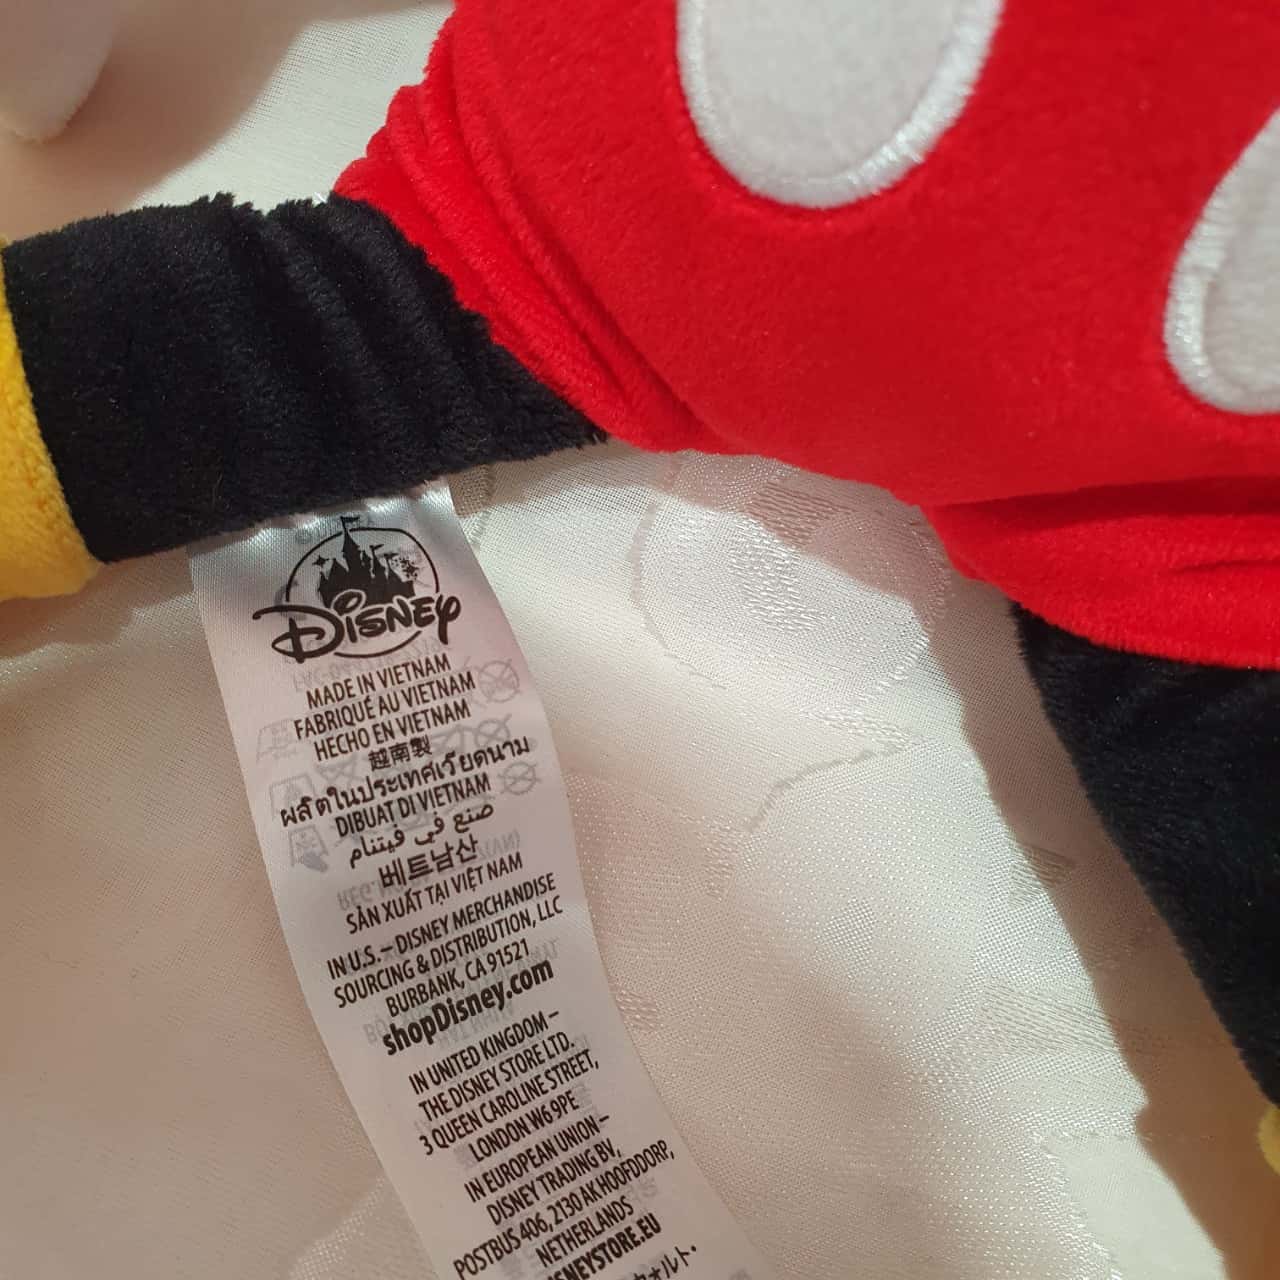 Disney
MADE IN VIETNAM
FABRIQUÉ AU VIETNAM
HECHO EN VIETNAM
越南製
ผลิตในประเทศเวียดนาม
DIBUAT DI VIETNAM
صنع في فيتنام
베트남산
SẢN XUẤT TẠI VIỆT NAM
IN U.S. – DISNEY MERCHANDISE
SOURCING & DISTRIBUTION, LLC
BURBANK, CA 91521
shopDisney.com
IN UNITED KINGDOM –
THE DISNEY STORE LTD.
3 QUEEN CAROLINE STREET,
LONDON W6 9PE
IN EUROPEAN UNION –
DISNEY TRADING BV,
POSTBUS 406, 2130 AK HOOFDDORP,
NETHERLANDS